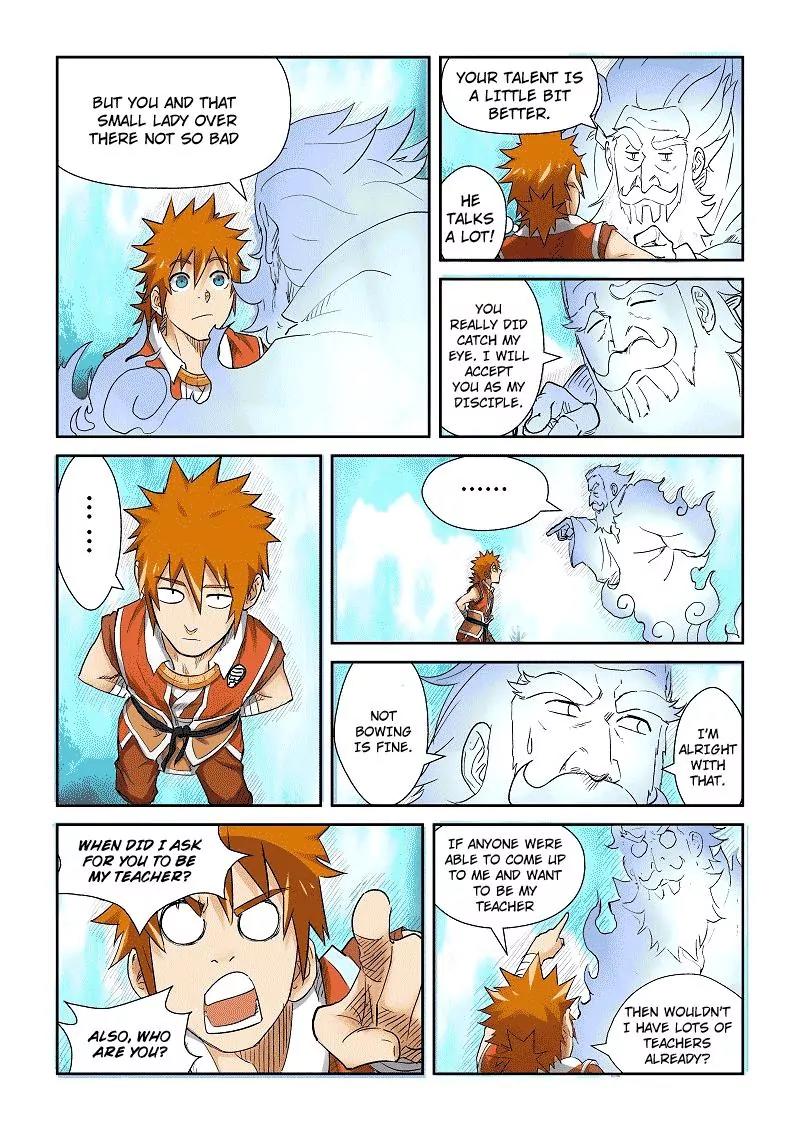 BUT YOU AND THAT
SMALL LADY OVER
THERE NOT SO BAD
YOUR TALENT IS
A LITTLE BIT
BETTER.
HE
TALKS
A LOT!
YOU
REALLY DID
CATCH MY
EYE. I WILL
ACCEPT
YOU AS MY
DISCIPLE.
.....
......
NOT
BOWING
IS FINE.
I'M
ALRIGHT
WITH
THAT.
WHEN DID I ASK
FOR YOU TO BE
MY TEACHER?
ALSO, WHO
ARE YOU?
IF ANYONE WERE
ABLE TO COME UP
TO ME AND WANT
TO BE MY
TEACHER
THEN WOULDN'T
I HAVE LOTS OF
TEACHERS
ALREADY?